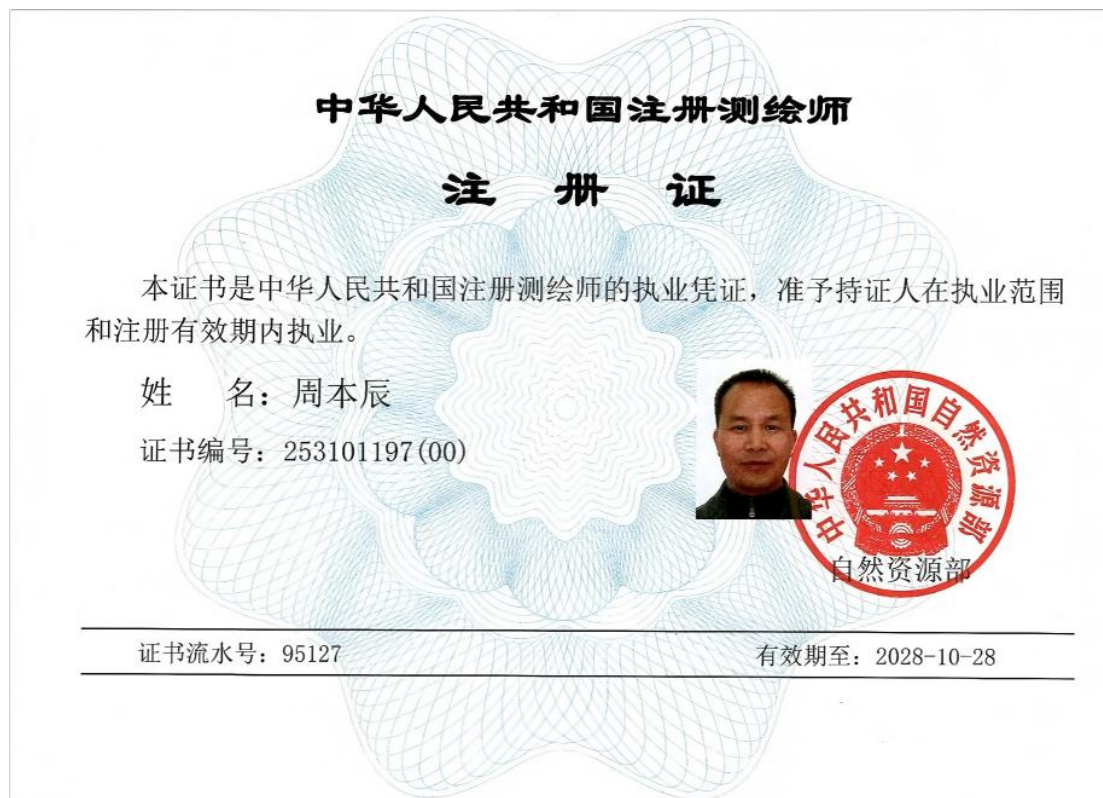 中华人民共和国注册测绘师
注 册 证
本证书是中华人民共和国注册测绘师的执业凭证，准予持证人在执业范围
和注册有效期内执业。
姓 名：周本辰
证书编号：253101197(00)
中华人民共和国自然资源部
自然资源部
证书流水号：95127
有效期至：2028-10-28